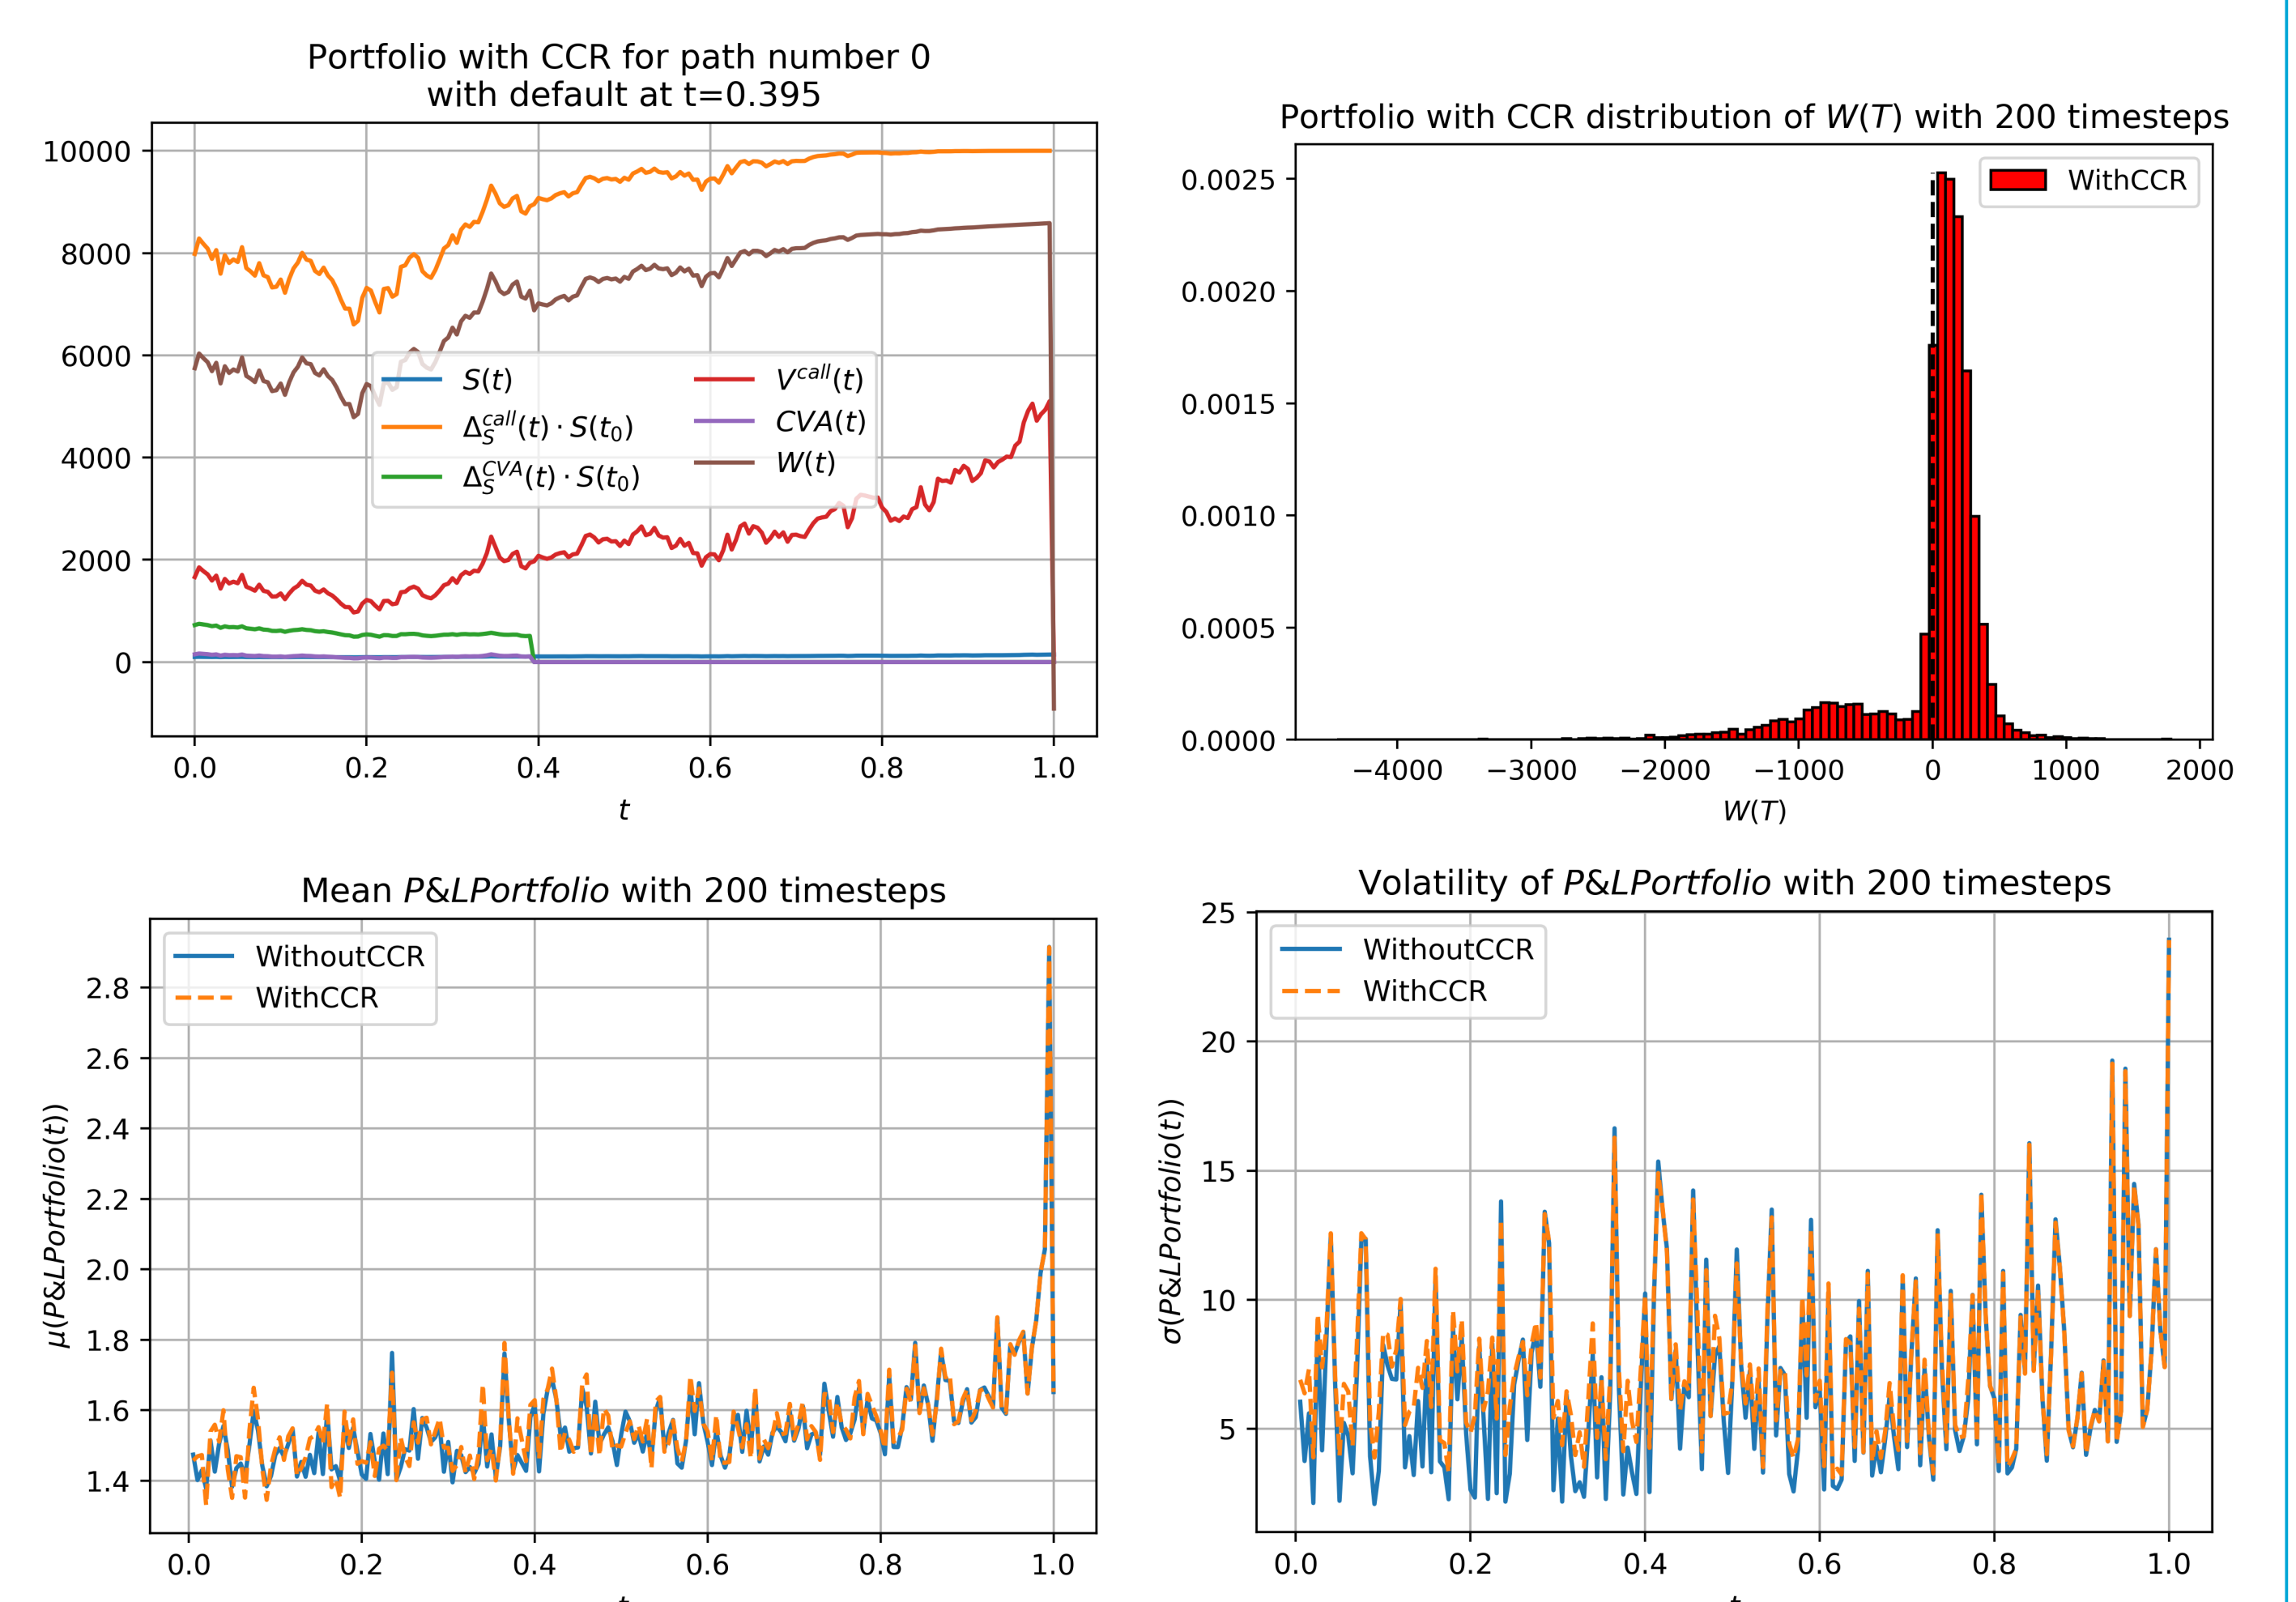 Portfolio with CCR for path number 0
with default at t=0.395
10000
8000
6000
4000
2000
0
S(t)
Δ_S^{call}(t) · S(t_0)
Δ_S^{CVA}(t) · S(t_0)
V^{call}(t)
CVA(t)
W(t)
0.0 0.2 0.4 0.6 0.8 1.0
t
Portfolio with CCR distribution of W(T) with 200 timesteps
WithCCR
0.0025
0.0020
0.0015
0.0010
0.0005
0.0000
−4000 −3000 −2000 −1000 0 1000 2000
W(T)
Mean P&LPortfolio with 200 timesteps
WithoutCCR
WithCCR
μ(P&LPortfolio(t))
2.8
2.6
2.4
2.2
2.0
1.8
1.6
1.4
0.0 0.2 0.4 0.6 0.8 1.0
t
Volatility of P&LPortfolio with 200 timesteps
WithoutCCR
WithCCR
σ(P&LPortfolio(t))
25
20
15
10
5
0.0 0.2 0.4 0.6 0.8 1.0
t